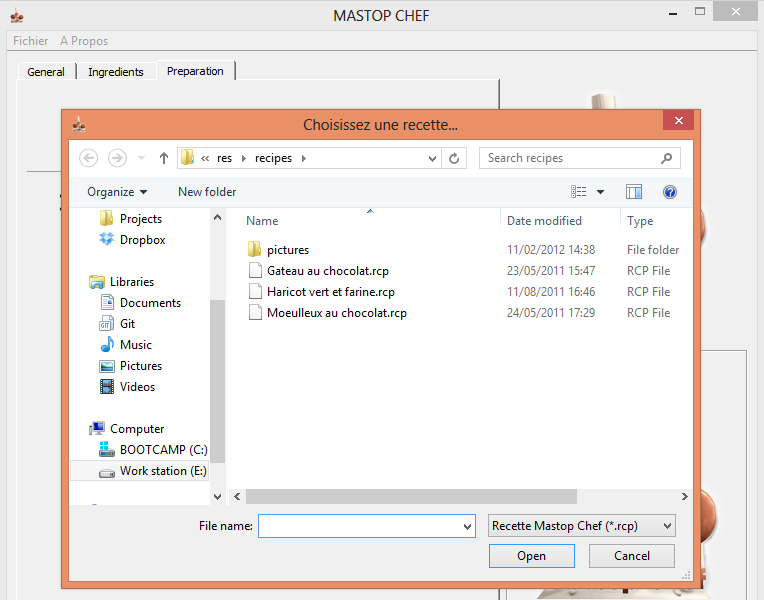 MASTOP CHEF
Fichier A Propos
General Ingredients Preparation
Choisissez une recette...
« res recipes Search recipes
Organize New folder
Name Date modified Type
Projects
Dropbox
Libraries
Documents
Git
Music
Pictures
Videos
Computer
BOOTCAMP (C:)
Work station (E:)
pictures 11/02/2012 14:38 File folder
Gateau au chocolat.rcp 23/05/2011 15:47 RCP File
Haricot vert et farine.rcp 11/08/2011 16:46 RCP File
Moeulleux au chocolat.rcp 24/05/2011 17:29 RCP File
File name: Recette Mastop Chef (*.rcp)
Open Cancel